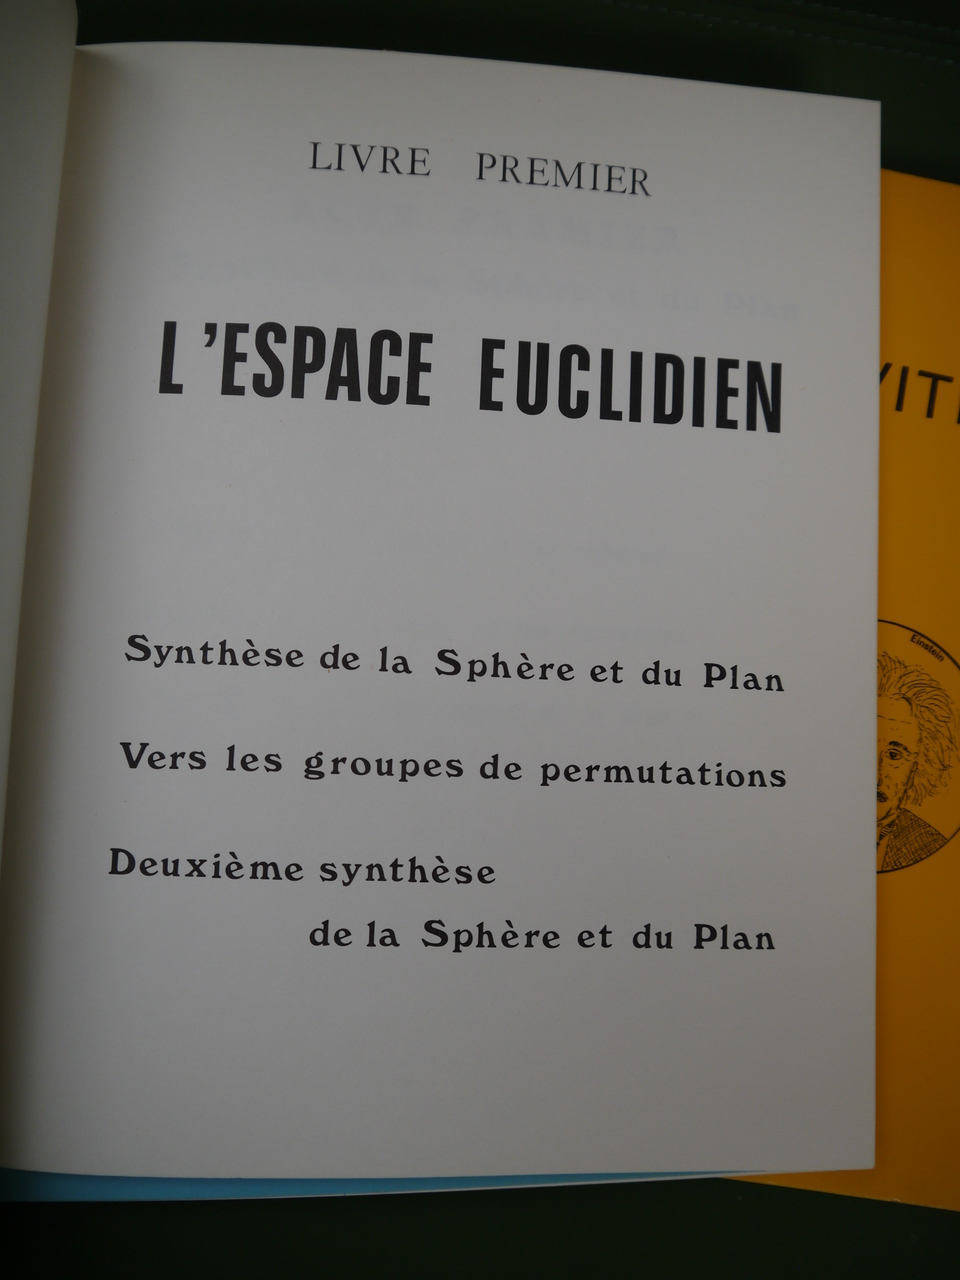 LIVRE PREMIER
L'ESPACE EUCLIDIEN
Synthèse de la Sphère et du Plan
Vers les groupes de permutations
Deuxième synthèse
de la Sphère et du Plan
Einstein